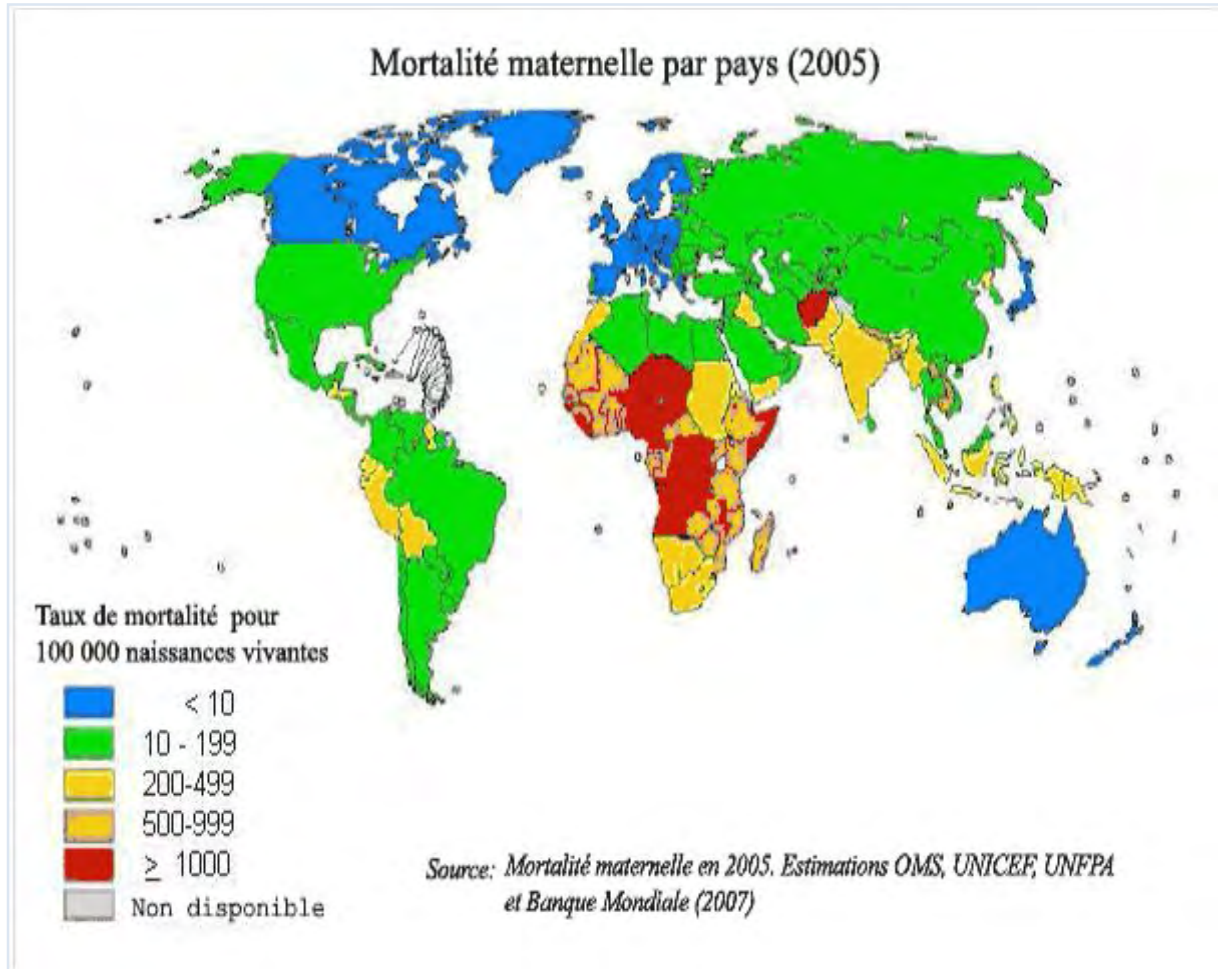 Mortalité maternelle par pays (2005)
Taux de mortalité pour
100 000 naissances vivantes
< 10
10 - 199
200-499
500-999
≥ 1000
Non disponible
Source: Mortalité maternelle en 2005. Estimations OMS, UNICEF, UNFPA
et Banque Mondiale (2007)